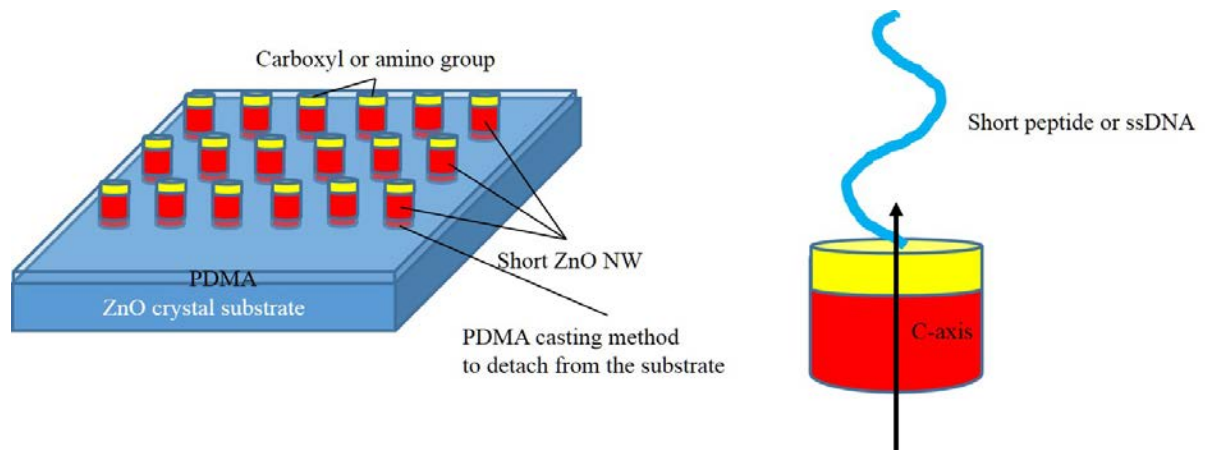 Carboxyl or amino group
Short peptide or ssDNA
Short ZnO NW
PDMA
ZnO crystal substrate
C-axis
PDMA casting method
to detach from the substrate